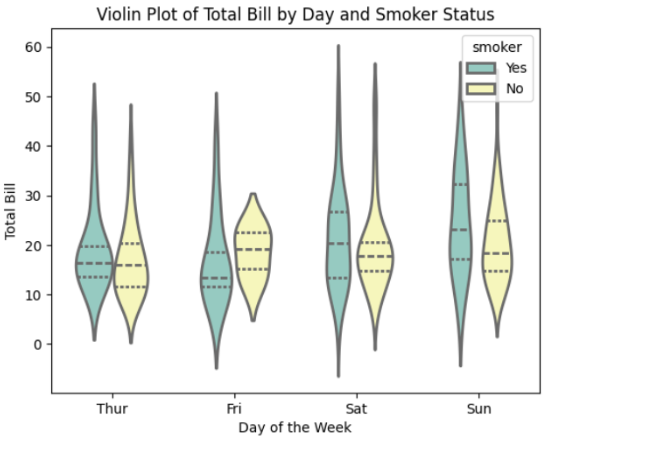 Violin Plot of Total Bill by Day and Smoker Status
smoker
Yes
No
Total Bill
60
50
40
30
20
10
0
Thur Fri Sat Sun
Day of the Week